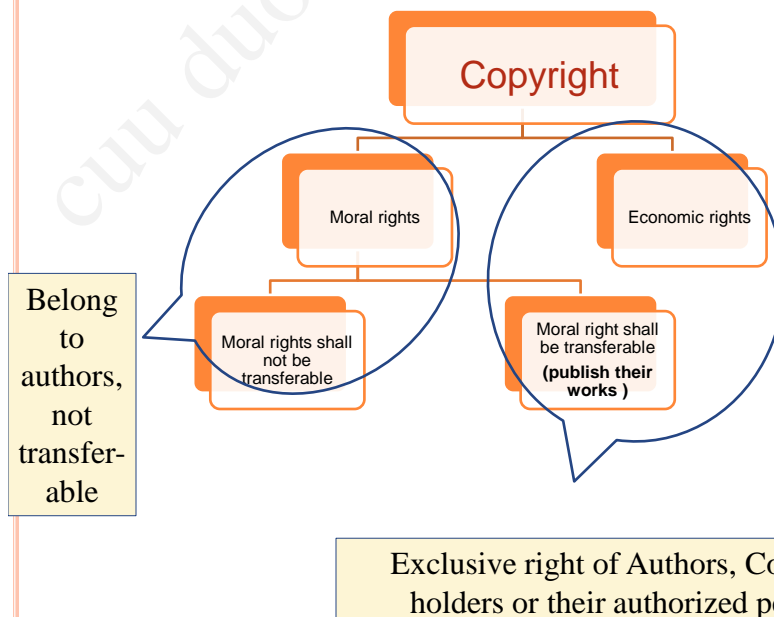 cuu
Copyright
Moral rights
Economic rights
Belong
to
authors,
not
transfer-
able
Moral rights shall
not be
transferable
Moral right shall
be transferable
(publish their
works )
Exclusive right of Authors,
holders or their authorized